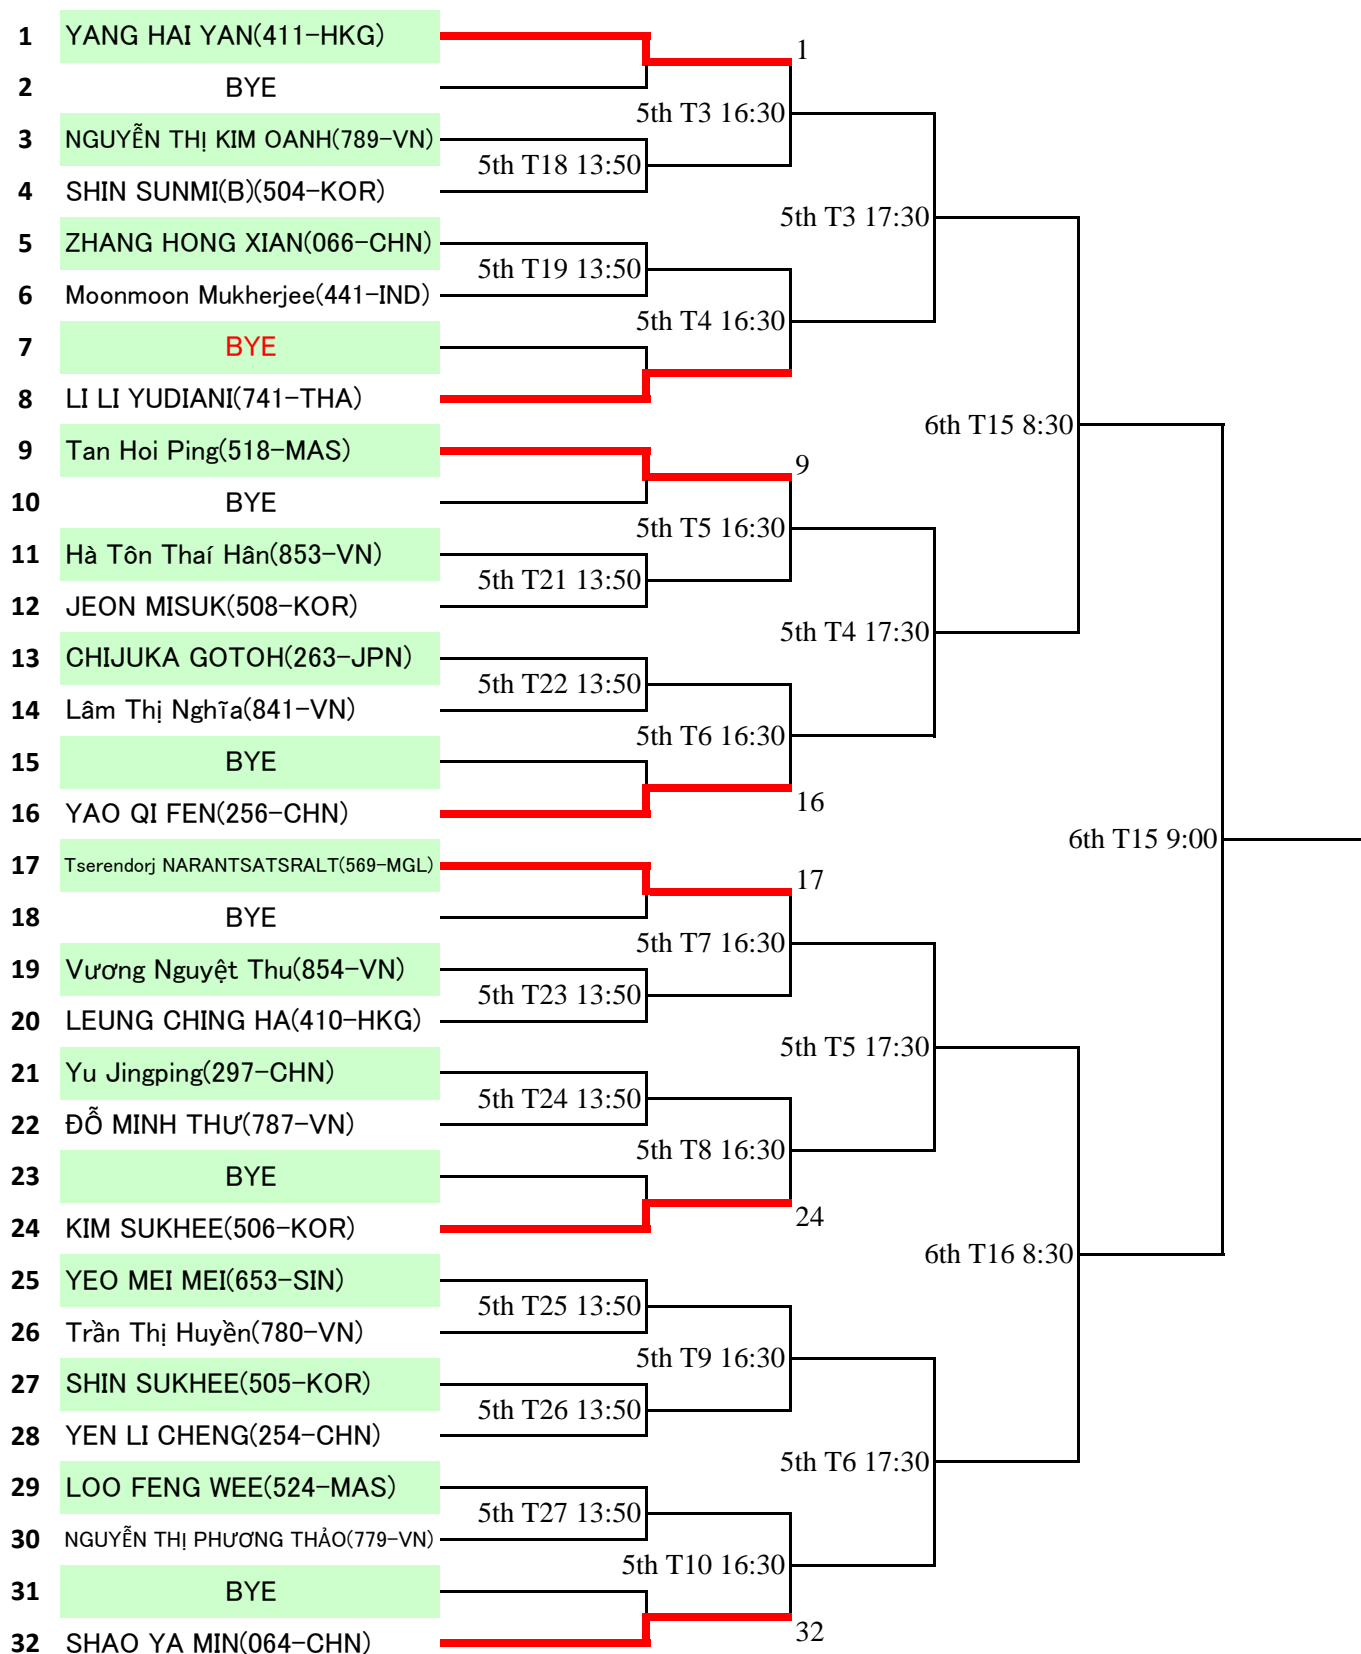 1 YANG HAI YAN(411-HKG)
1
2 BYE
5th T3 16:30
3 NGUYỄN THỊ KIM OANH(789-VN)
5th T18 13:50
4 SHIN SUNMI(B)(504-KOR)
5th T3 17:30
5 ZHANG HONG XIAN(066-CHN)
5th T19 13:50
6 Moonmoon Mukherjee(441-IND)
5th T4 16:30
7 BYE
8 LI LI YUDIANI(741-THA)
6th T15 8:30
9 Tan Hoi Ping(518-MAS)
9
10 BYE
5th T5 16:30
11 Hà Tôn Thaí Hân(853-VN)
5th T21 13:50
12 JEON MISUK(508-KOR)
5th T4 17:30
13 CHIJUKA GOTOH(263-JPN)
5th T22 13:50
14 Lâm Thị Nghĩa(841-VN)
5th T6 16:30
15 BYE
16 YAO QI FEN(256-CHN)
16
6th T15 9:00
17 Tserendorj NARANTSATSRALT(569-MGL)
17
18 BYE
5th T7 16:30
19 Vương Nguyệt Thu(854-VN)
5th T23 13:50
20 LEUNG CHING HA(410-HKG)
5th T5 17:30
21 Yu Jingping(297-CHN)
5th T24 13:50
22 ĐỖ MINH THƯ(787-VN)
5th T8 16:30
23 BYE
24 KIM SUKHEE(506-KOR)
24
6th T16 8:30
25 YEO MEI MEI(653-SIN)
5th T25 13:50
26 Trần Thị Huyền(780-VN)
5th T9 16:30
27 SHIN SUKHEE(505-KOR)
5th T26 13:50
28 YEN LI CHENG(254-CHN)
5th T6 17:30
29 LOO FENG WEE(524-MAS)
5th T27 13:50
30 NGUYỄN THỊ PHƯƠNG THẢO(779-VN)
5th T10 16:30
31 BYE
32 SHAO YA MIN(064-CHN)
32